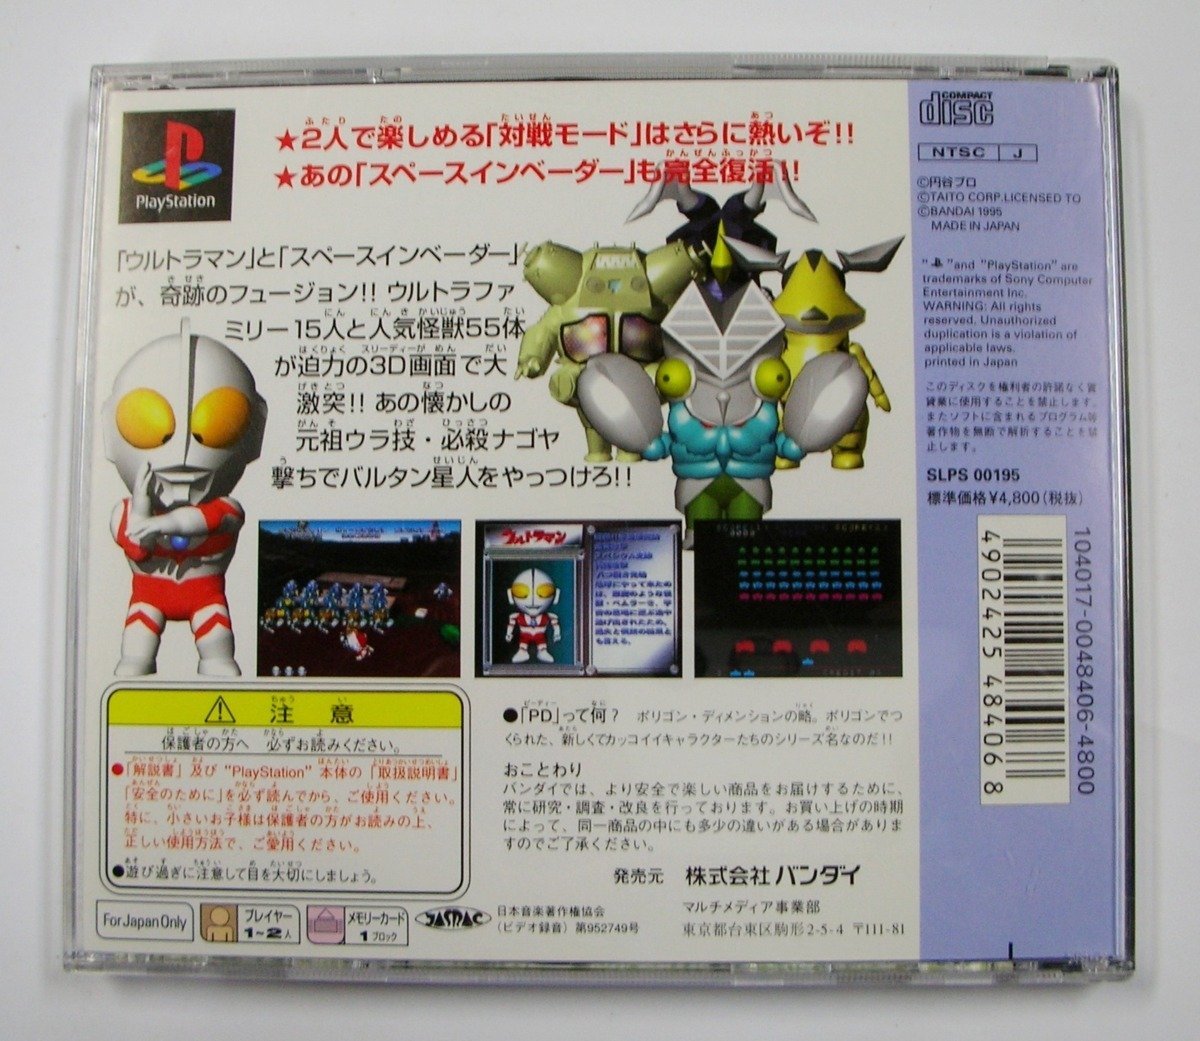 PlayStation
★2人で楽しめる「対戦モード」はさらに熱いぞ!!
★あの「スペースインベーダー」も完全復活!!
「ウルトラマン」と「スペースインベーダー」
が、奇跡のフュージョン!! ウルトラファ
ミリー15人と人気怪獣55体
が迫力の3D画面で大
激突!! あの懐かしの
元祖ウラ技・必殺ナゴヤ
撃ちでバルタン星人をやっつけろ!!
ウルトラマン
注意
保護者の方へ 必ずお読みください。
●「解説書」及び“PlayStation”本体の「取扱説明書」
「安全のために」を必ず読んでから、ご使用ください。
特に、小さいお子様は保護者の方がお読みの上、
正しい使用方法で、ご愛用ください。
●遊び過ぎに注意して目を大切にしましょう。
●「PD」って何? ポリゴン・ディメンションの略。ポリゴンでつ
くられた、新しくてカッコイイキャラクターたちのシリーズ名なのだ!!
おことわり
バンダイでは、より安全で楽しい商品をお届けするために、
常に研究・調査・改良を行っております。お買い上げの時期
によって、同一商品の中にも多少の違いがある場合があります
のでご了承ください。
発売元 株式会社バンダイ
マルチメディア事業部
東京都台東区駒形2-5-4 〒111-81
For Japan Only
プレイヤー
1~2人
メモリーカード
1ブロック
JASRAC
日本音楽著作権協会
(ビデオ録音)第952749号
COMPACT
disc
NTSC J
©円谷プロ
©TAITO CORP.LICENSED TO
©BANDAI 1995
MADE IN JAPAN
" "and "PlayStation" are
trademarks of Sony Computer
Entertainment Inc.
WARNING: All rights
reserved. Unauthorized
duplication is a violation of
applicable laws.
printed in Japan
このディスクを権利者の許諾なく賃
貸業に使用することを禁止します。
またソフトに含まれるプログラム等
著作物を無断で解析することを禁
止します。
SLPS 00195
標準価格¥4,800(税抜)
4902425484068
104017-0048406-4800